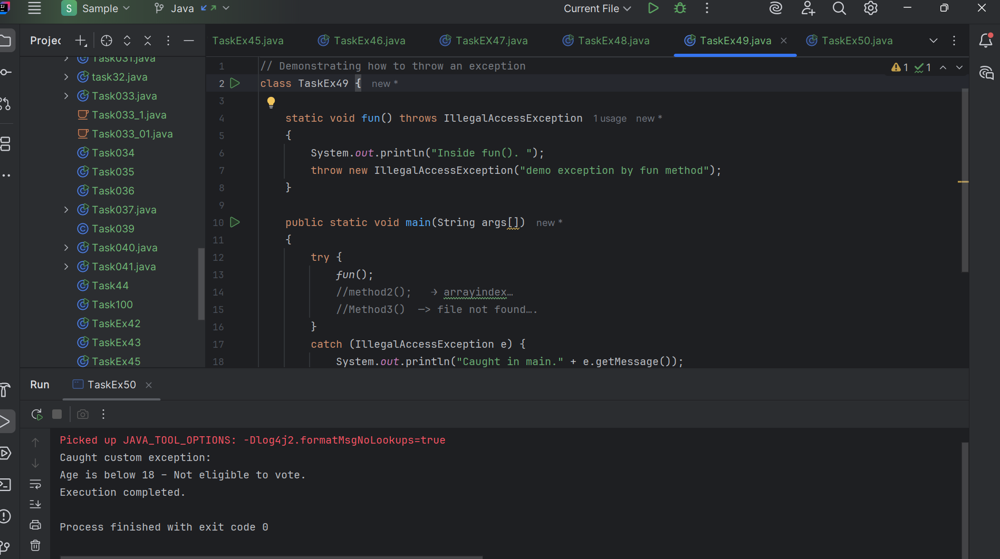 S Sample Java Current File
Project
TaskEx45.java TaskEx46.java TaskEX47.java TaskEx48.java TaskEx49.java TaskEx50.java
Task031.java
task32.java
Task033.java
Task033_1.java
Task033_01.java
Task034
Task035
Task036
Task037.java
Task039
Task040.java
Task041.java
Task44
Task100
TaskEx42
TaskEx43
TaskEx45
1 1
1 // Demonstrating how to throw an exception
2 class TaskEx49 { new *
3
4 static void fun() throws IllegalAccessException 1 usage new *
5 {
6 System.out.println("Inside fun(). ");
7 throw new IllegalAccessException("demo exception by fun method");
8 }
9
10 public static void main(String args[]) new *
11 {
12 try {
13 fun();
14 //method2(); → arrayindex…
15 //Method3() —> file not found….
16 }
17 catch (IllegalAccessException e) {
18 System.out.println("Caught in main." + e.getMessage());
Run TaskEx50
Picked up JAVA_TOOL_OPTIONS: -Dlog4j2.formatMsgNoLookups=true
Caught custom exception:
Age is below 18 – Not eligible to vote.
Execution completed.
Process finished with exit code 0